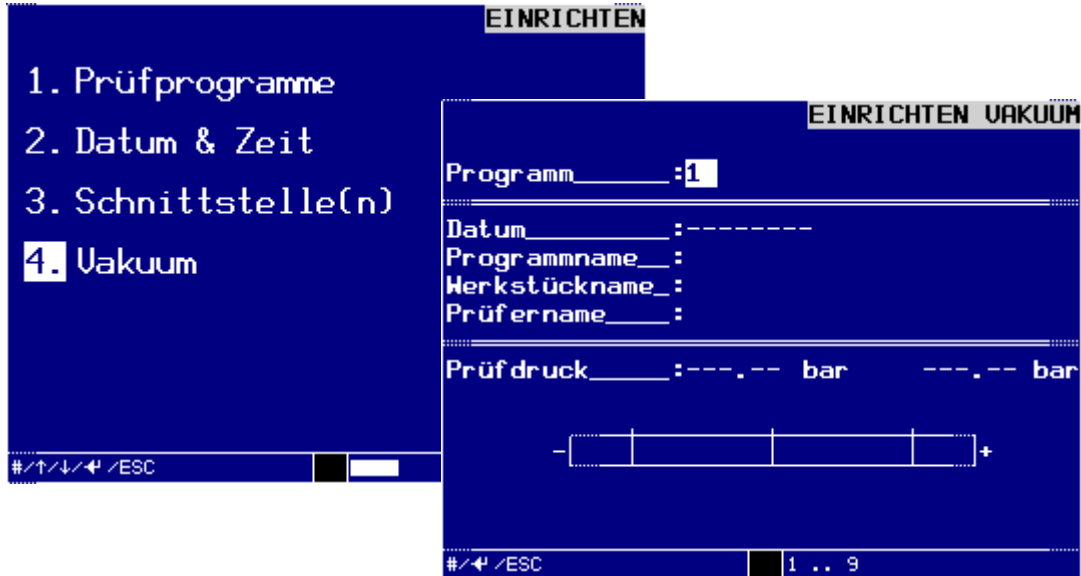 EINRICHTEN
1. Prüfprogramme
2. Datum & Zeit
3. Schnittstelle(n)
4. Vakuum
#/↑/↓/↵/ESC
EINRICHTEN VAKUUM
Programm______:1
Datum_________:--------
Programmname__:
Werkstückname_:
Prüfername____:
Prüfdruck_____:---.-- bar ---.-- bar
- +
#/↵/ESC 1 .. 9